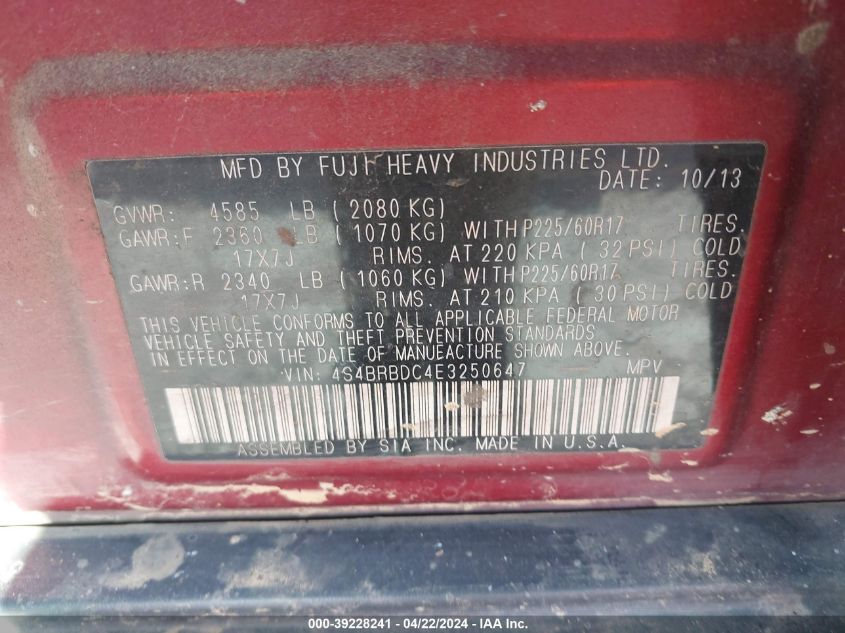 MFD BY FUJI HEAVY INDUSTRIES LTD.
DATE: 10/13
GVWR: 4585 LB ( 2080 KG)
GAWR:F 2360 LB ( 1070 KG) WITH P225/60R17 TIRES.
17X7J RIMS. AT 220 KPA ( 32 PSI) COLD
GAWR:R 2340 LB ( 1060 KG) WITH P225/60R17 TIRES.
17X7J RIMS. AT 210 KPA ( 30 PSI) COLD
THIS VEHICLE CONFORMS TO ALL APPLICABLE FEDERAL MOTOR
VEHICLE SAFETY AND THEFT PREVENTION STANDARDS
IN EFFECT ON THE DATE OF MANUFACTURE SHOWN ABOVE.
VIN: 4S4BRBDC4E3250647 MPV
ASSEMBLED BY SIA INC. MADE IN U.S.A.
000-39228241 - 04/22/2024 - IAAI.COM